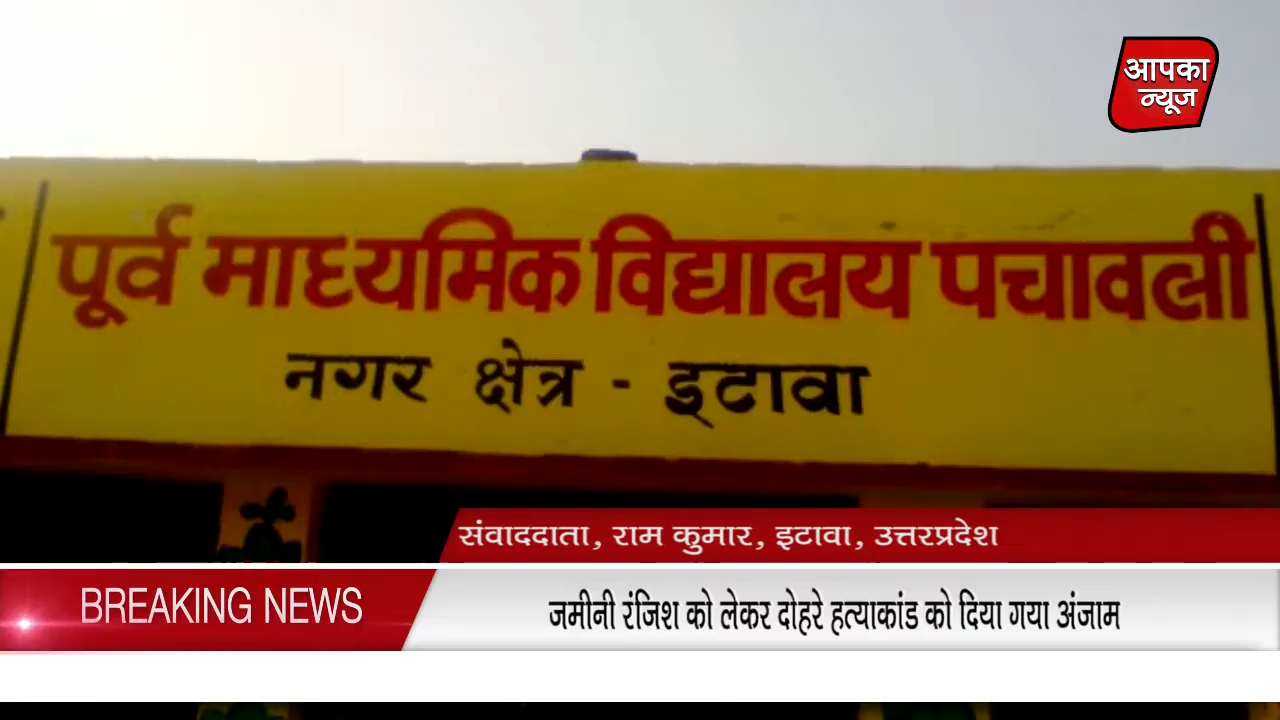 आपका
न्यूज
पूर्व माध्यमिक विद्यालय पचावली
नगर क्षेत्र - इटावा
संवाददाता, राम कुमार, इटावा, उत्तरप्रदेश
BREAKING NEWS
जमीनी रंजिश को लेकर दोहरे हत्याकांड को दिया गया अंजाम